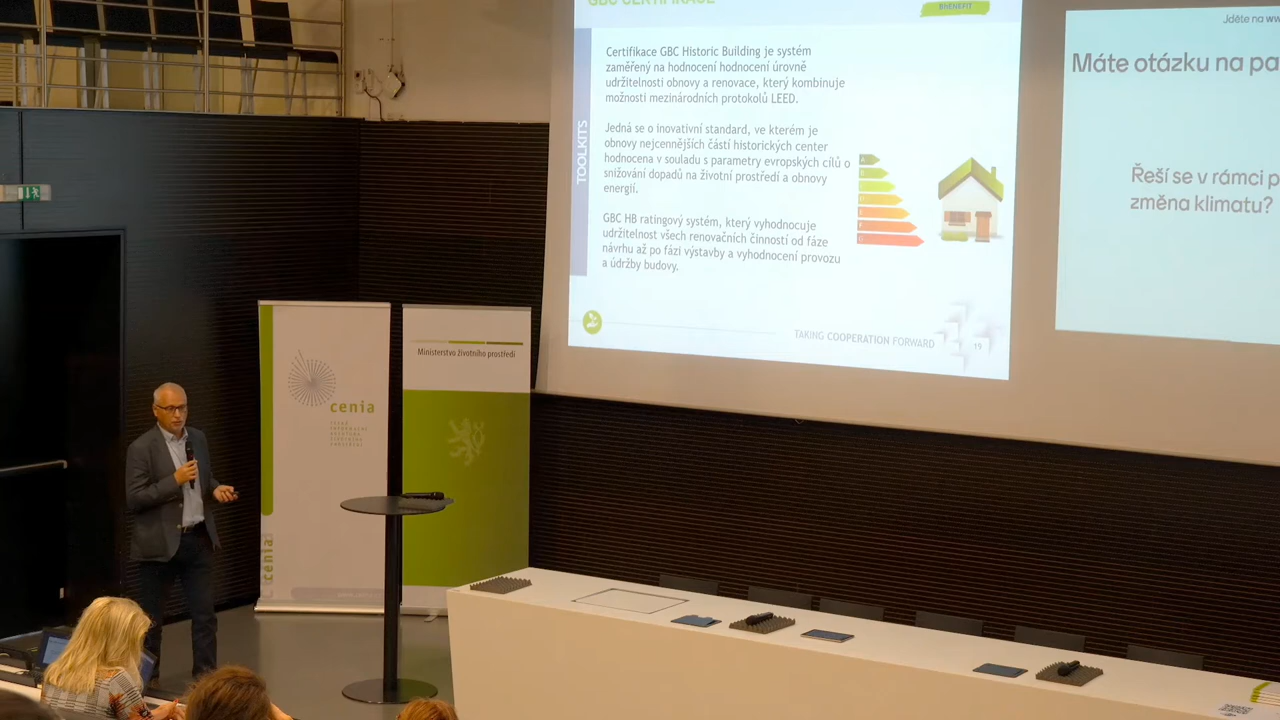 GBC CERTIFIKACE
BHENEFIT
TOOLKITS
Certifikace GBC Historic Building je systém
zaměřený na hodnocení hodnocení úrovně
udržitelnosti obnovy a renovace, který kombinuje
možnosti mezinárodních protokolů LEED.
Jedná se o inovativní standard, ve kterém je
obnovy nejcennějších částí historických center
hodnocena v souladu s parametry evropských cílů o
snižování dopadů na životní prostředí a obnovy
energií.
GBC HB ratingový systém, který vyhodnocuje
udržitelnost všech renovačních činností od fáze
návrhu až po fázi výstavby a vyhodnocení provozu
a údržby budovy.
TAKING COOPERATION FORWARD
19
Jděte na ww
Máte otázku na pa
Řeší se v rámci p
změna klimatu?
cenia
cenia
Ministerstvo životního prostředí